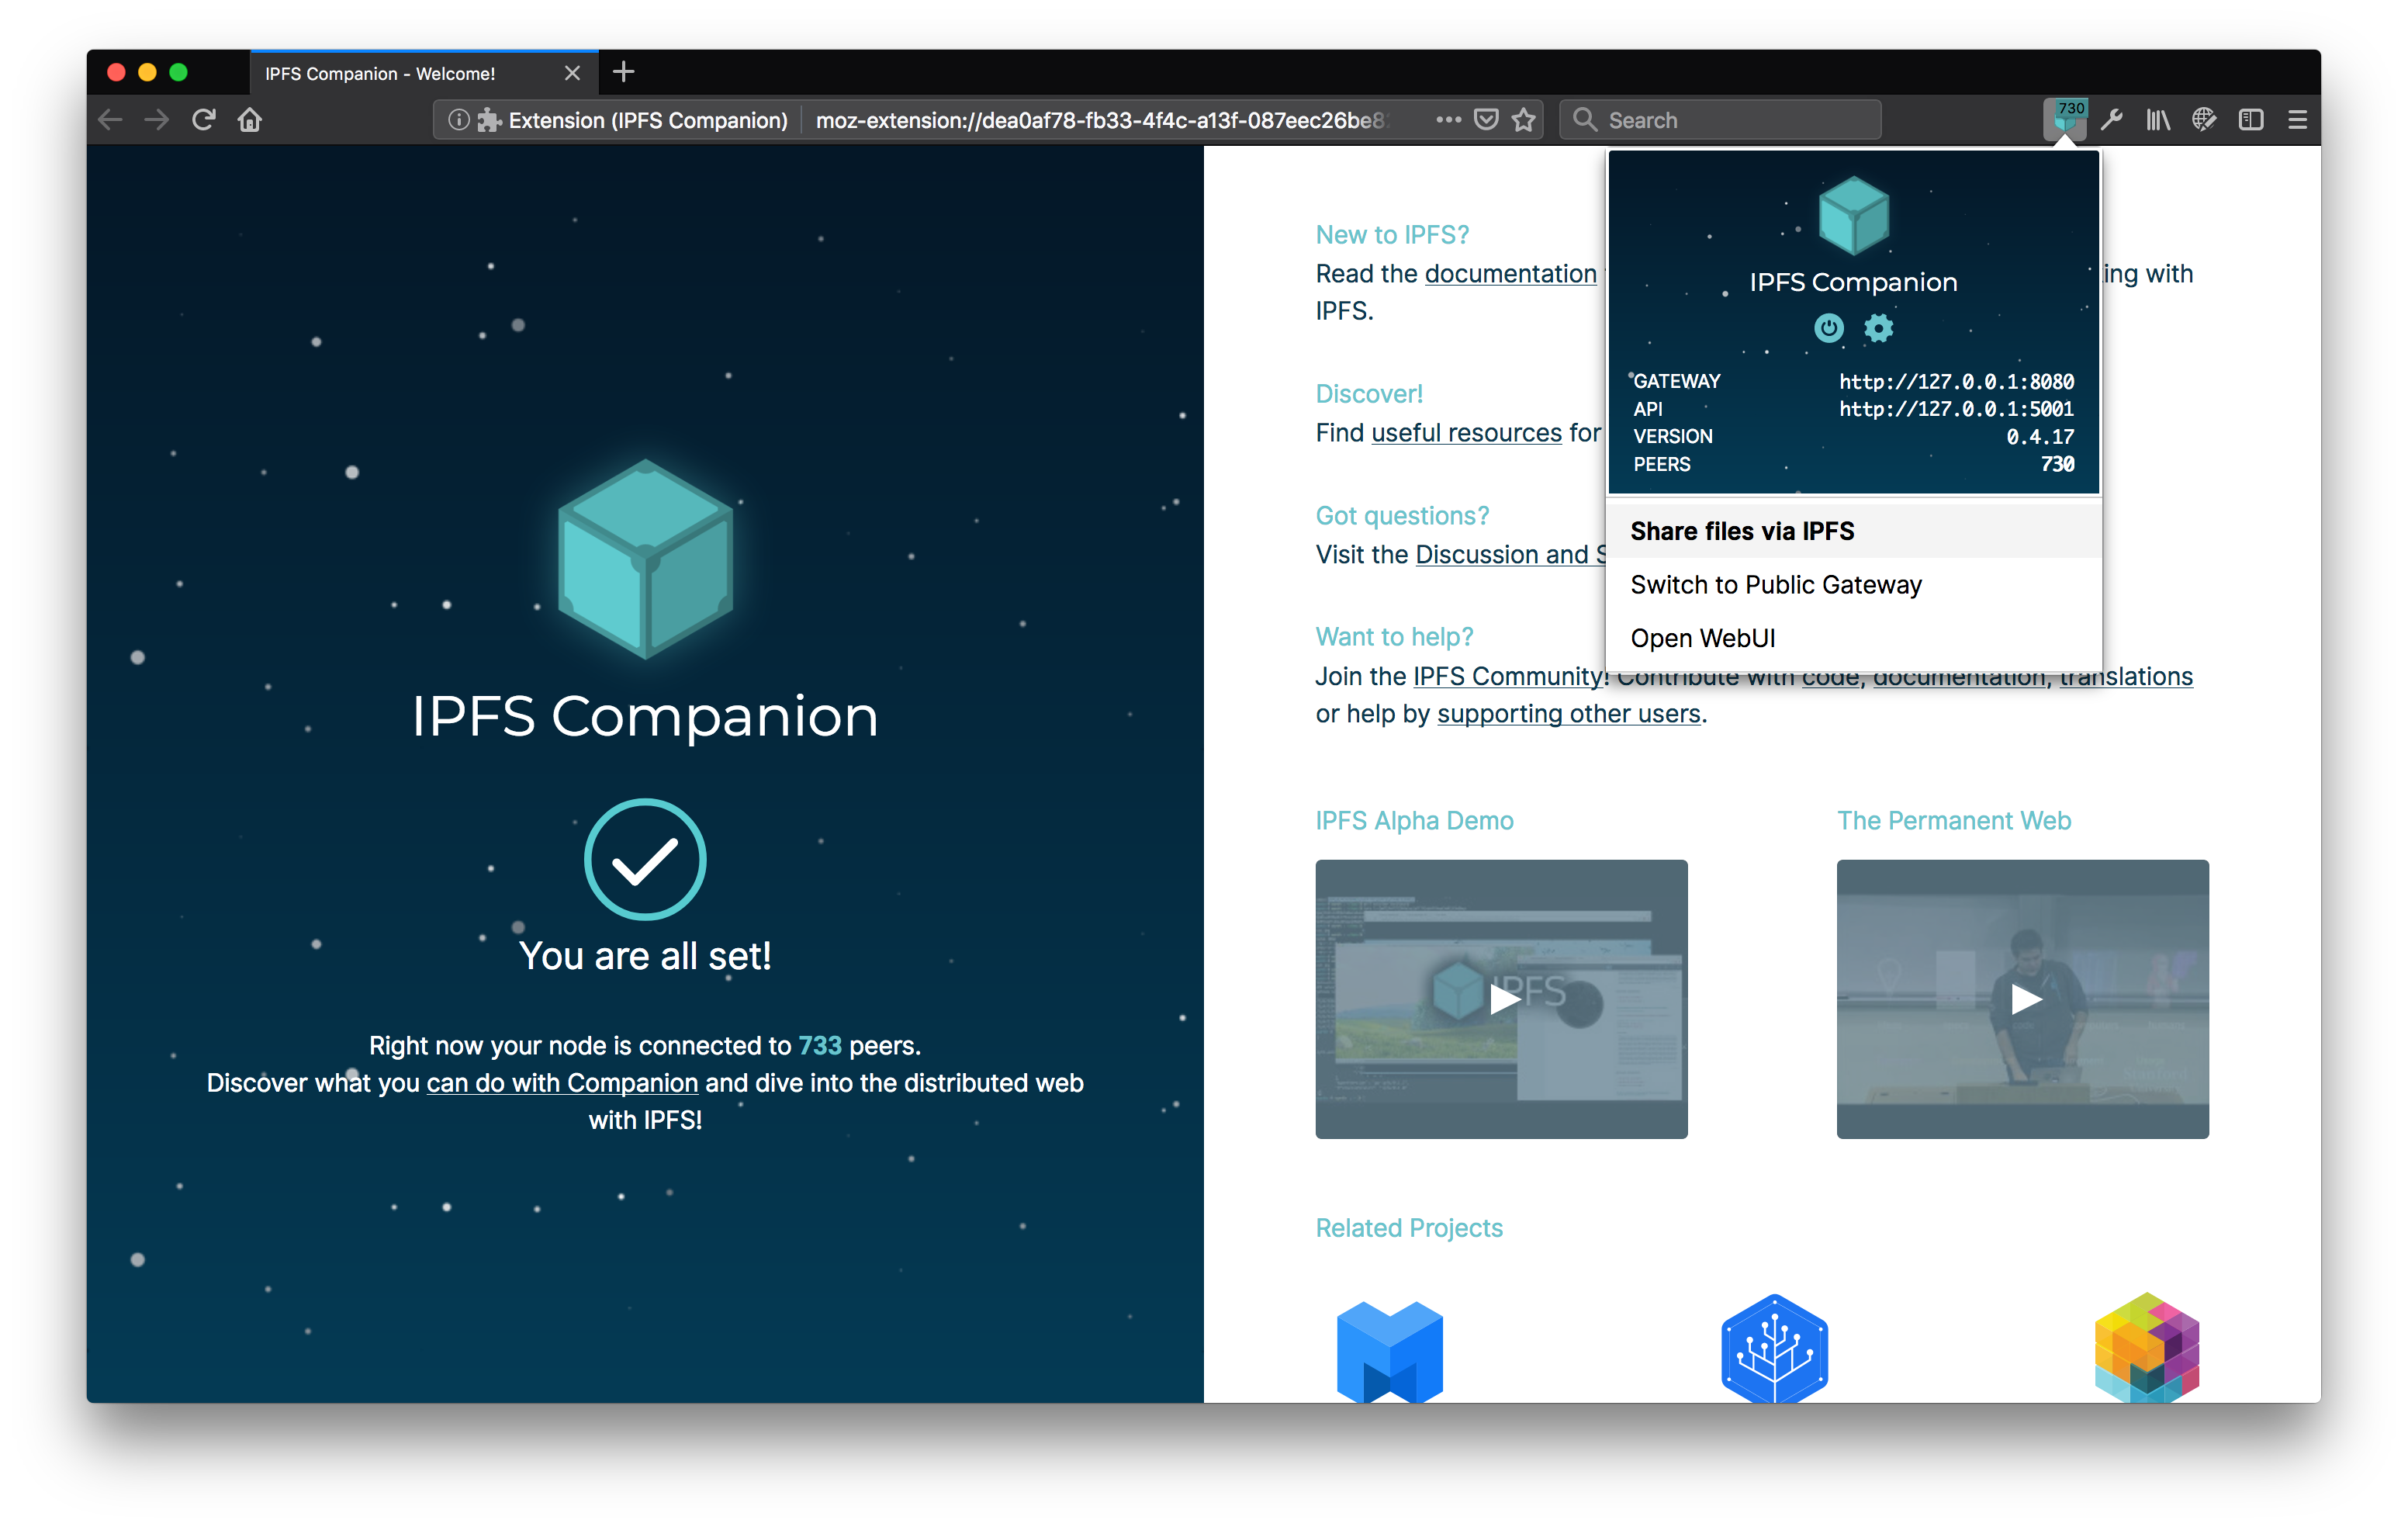 IPFS Companion - Welcome!
Extension (IPFS Companion) moz-extension://dea0af78-fb33-4f4c-a13f-087eec26be8
Search
730
IPFS Companion
You are all set!
Right now your node is connected to 733 peers.
Discover what you can do with Companion and dive into the distributed web
with IPFS!
New to IPFS?
Read the documentation
ing with
IPFS.
Discover!
Find useful resources for
Got questions?
Visit the Discussion and S
Want to help?
Join the IPFS Community! Contribute with code, documentation, translations
or help by supporting other users.
IPFS Companion
GATEWAY http://127.0.0.1:8080
API http://127.0.0.1:5001
VERSION 0.4.17
PEERS 730
Share files via IPFS
Switch to Public Gateway
Open WebUI
IPFS Alpha Demo
The Permanent Web
IPFS
Related Projects